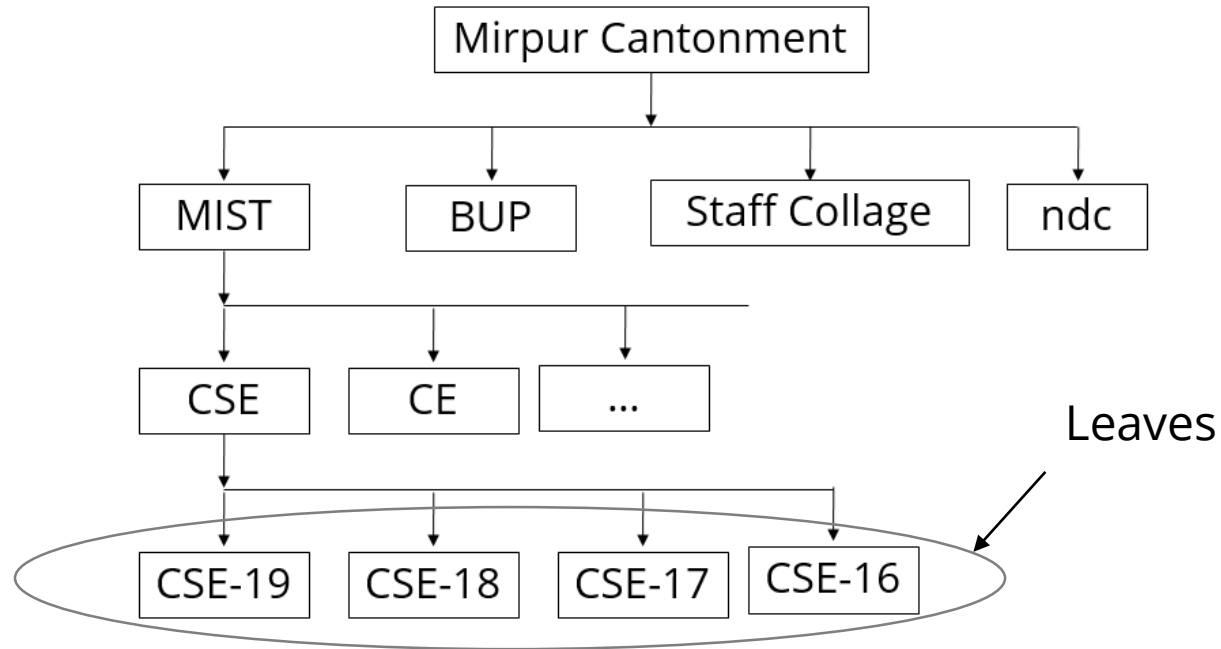 Mirpur Cantonment
MIST
BUP
Staff Collage
ndc
CSE
CE
...
Leaves
CSE-19
CSE-18
CSE-17
CSE-16